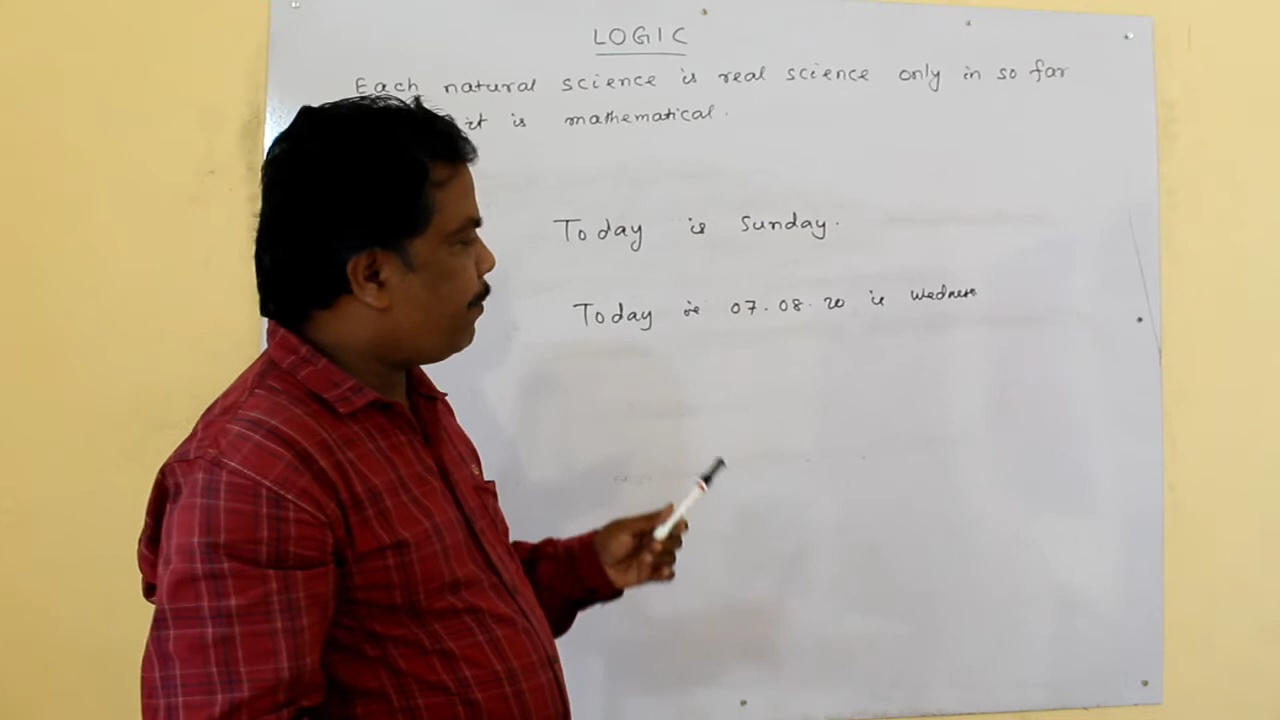 LOGIC
Each natural science is real science only in so far
it is mathematical.
Today is Sunday.
Today is 07.08.20 is Wednes